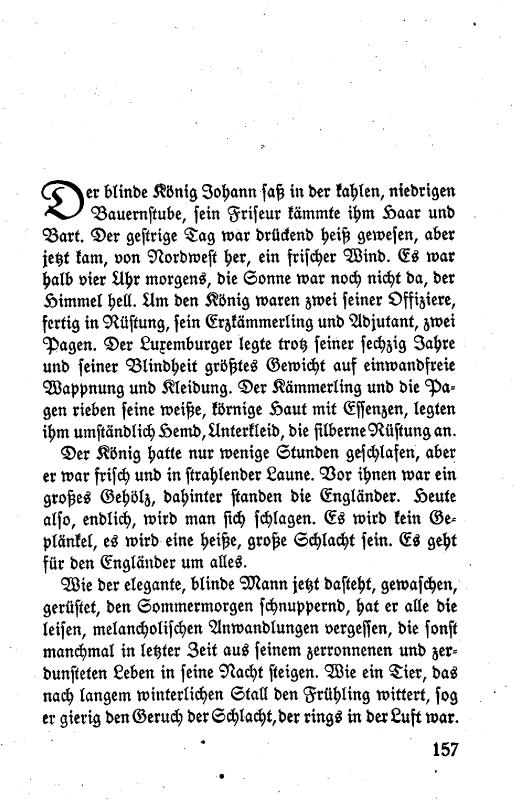 Der blinde König Johann saß in der kahlen, niedrigen
Bauernstube, sein Friseur kämmte ihm Haar und
Bart. Der gestrige Tag war drückend heiß gewesen, aber
jetzt kam, von Nordwest her, ein frischer Wind. Es war
halb vier Uhr morgens, die Sonne war noch nicht da, der
Himmel hell. Um den König waren zwei seiner Offiziere,
fertig in Rüstung, sein Erzkämmerling und Adjutant, zwei
Pagen. Der Luxemburger legte trotz seiner sechzig Jahre
und seiner Blindheit größtes Gewicht auf einwandfreie
Wappnung und Kleidung. Der Kämmerling und die Pa-
gen rieben seine weiße, körnige Haut mit Essenzen, legten
ihm umständlich Hemd, Unterkleid, die silberne Rüstung an.
Der König hatte nur wenige Stunden geschlafen, aber
er war frisch und in strahlender Laune. Vor ihnen war ein
großes Gehölz, dahinter standen die Engländer. Heute
also, endlich, wird man sich schlagen. Es wird kein Ge-
plänkel, es wird eine heiße, große Schlacht sein. Es geht
für den Engländer um alles.
Wie der elegante, blinde Mann jetzt dasteht, gewaschen,
gerüstet, den Sommermorgen schnuppernd, hat er alle die
leisen, melancholischen Anwandlungen vergessen, die sonst
manchmal in letzter Zeit aus seinem zerronnenen und zer-
dunsteten Leben in seine Nacht steigen. Wie ein Tier, das
nach langem winterlichen Stall den Frühling wittert, sog
er gierig den Geruch der Schlacht, der rings in der Luft war.
157